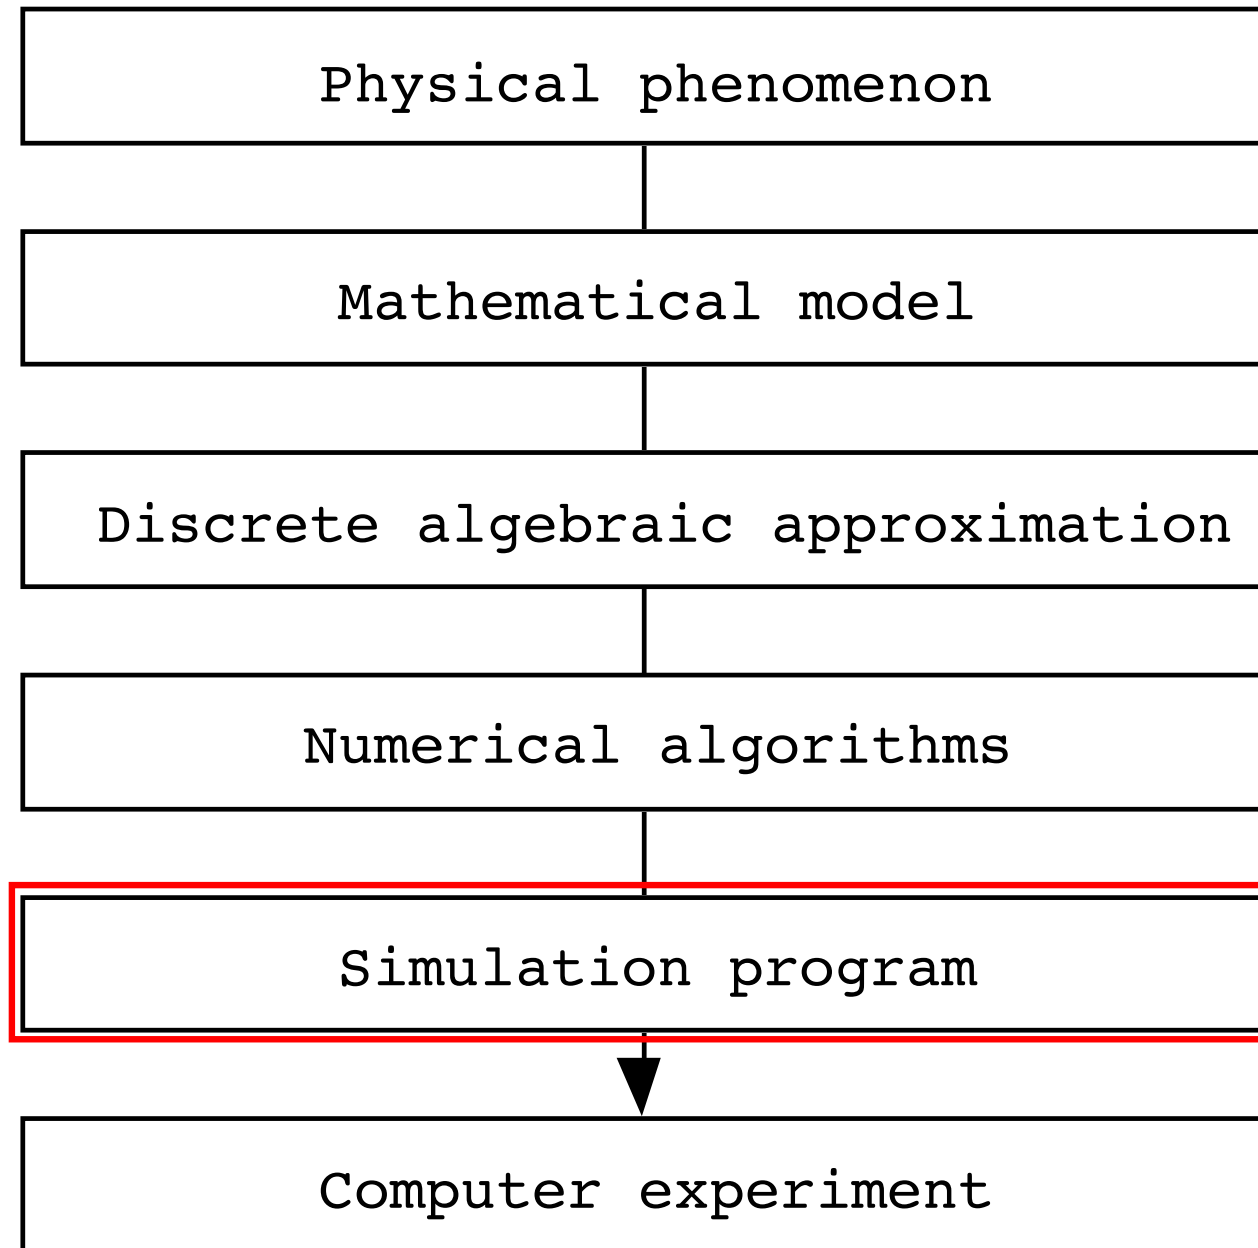 Physical phenomenon
Mathematical model
Discrete algebraic approximation
Numerical algorithms
Simulation program
Computer experiment